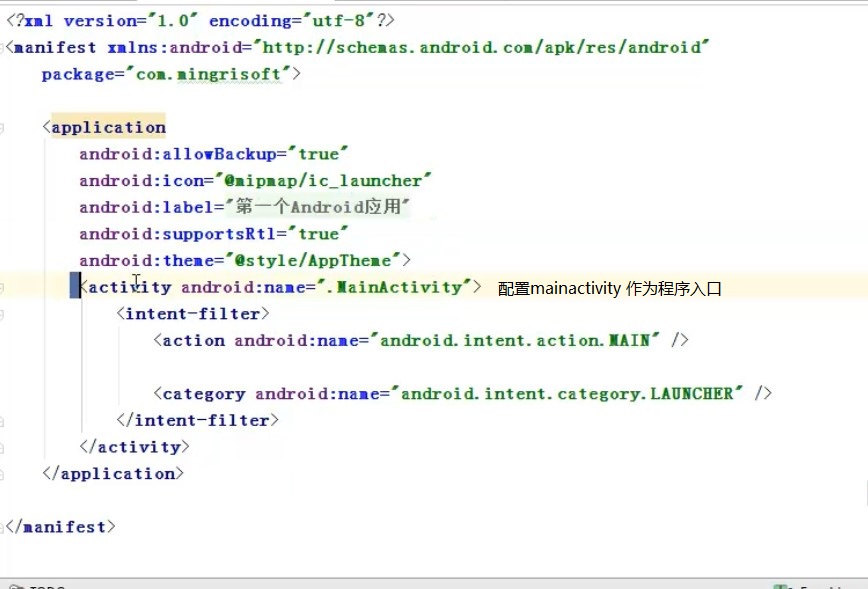 <?xml version="1.0" encoding="utf-8"?>
<manifest xmlns:android="http://schemas.android.com/apk/res/android"
package="com.mingrisoft">
<application
android:allowBackup="true"
android:icon="@mipmap/ic_launcher"
android:label="第一个Android应用"
android:supportsRtl="true"
android:theme="@style/AppTheme">
<activity android:name=".MainActivity"> 配置mainactivity 作为程序入口
<intent-filter>
<action android:name="android.intent.action.MAIN" />
<category android:name="android.intent.category.LAUNCHER" />
</intent-filter>
</activity>
</application>
</manifest>